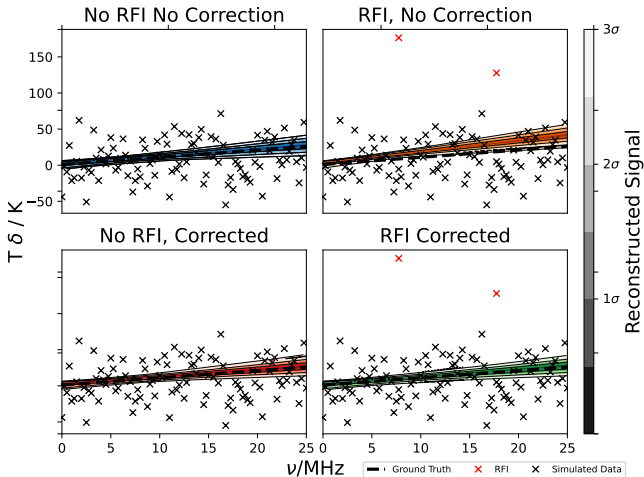 No RFI No Correction
RFI, No Correction
150
100
50
0
−50
T δ / K
3σ
2σ
1σ
Reconstructed Signal
No RFI, Corrected
RFI Corrected
0 5 10 15 20 25
0 5 10 15 20 25
ν/MHz
Ground Truth
RFI
Simulated Data